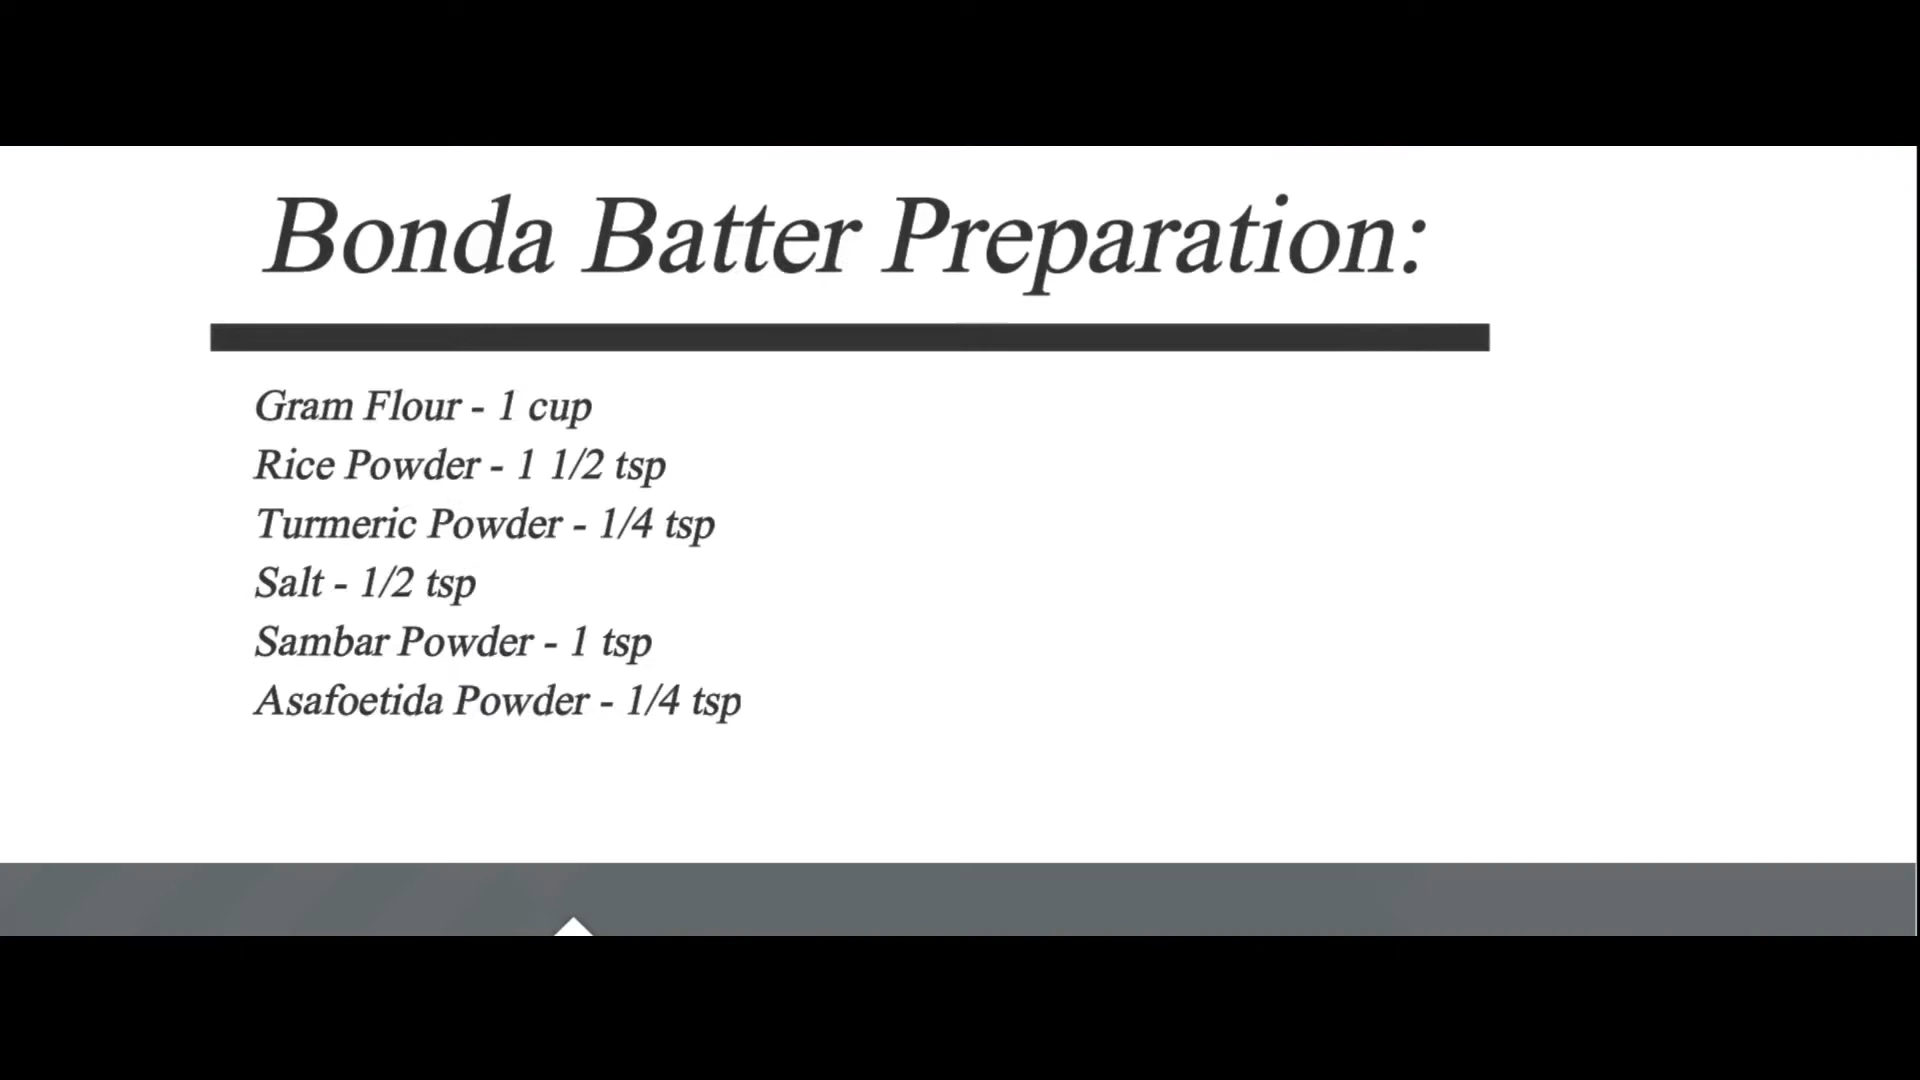 Bonda Batter Preparation:
Gram Flour - 1 cup
Rice Powder - 1 1/2 tsp
Turmeric Powder - 1/4 tsp
Salt - 1/2 tsp
Sambar Powder - 1 tsp
Asafoetida Powder - 1/4 tsp